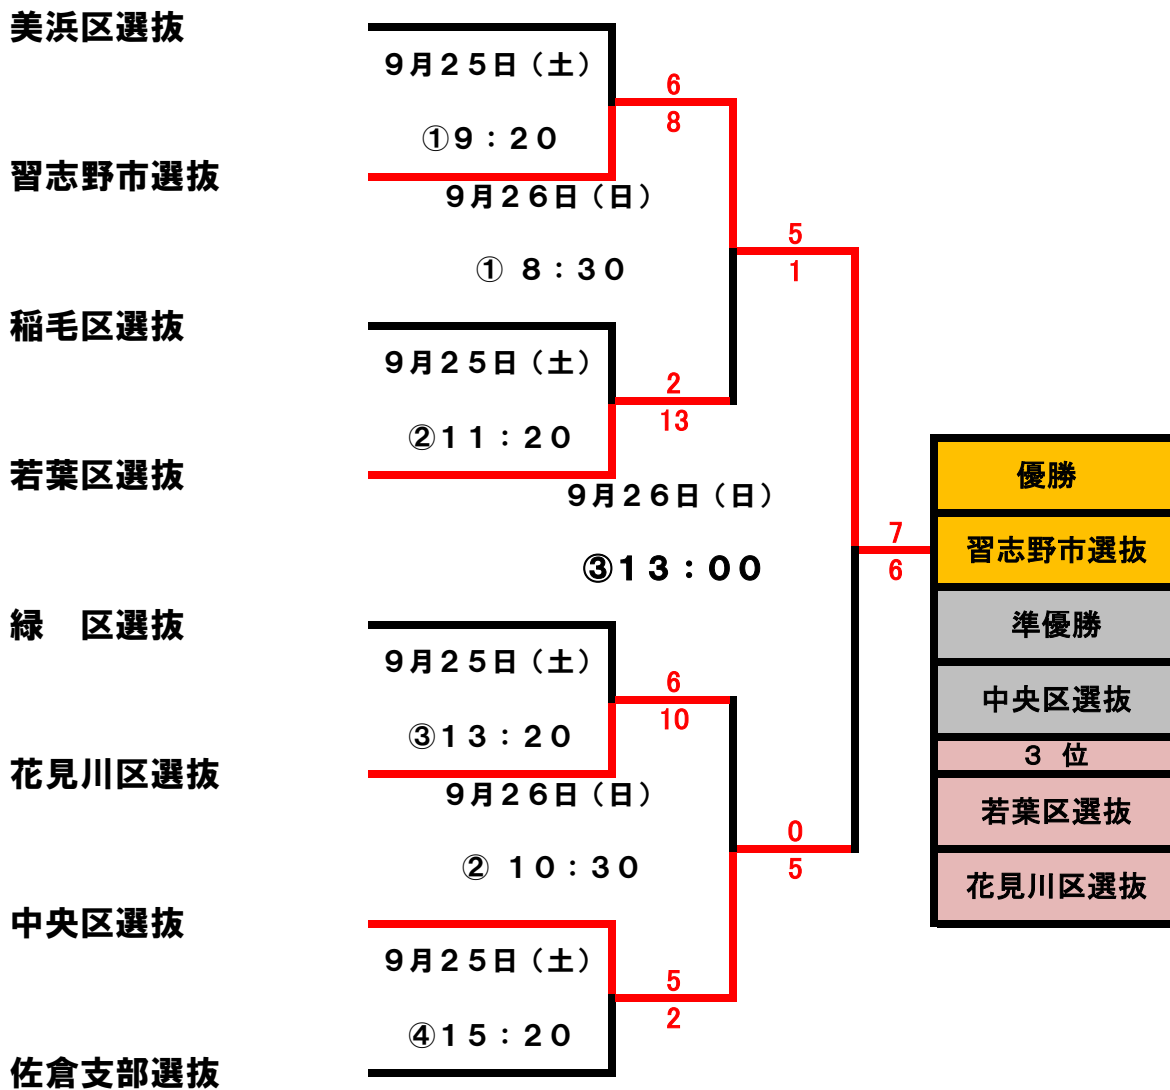 美浜区選抜
９月２５日（土）
6
8
①９：２０
習志野市選抜
９月２６日（日）
5
1
① ８：３０
稲毛区選抜
９月２５日（土）
2
13
②１１：２０
若葉区選抜
９月２６日（日）
③１３：００
7
6
優勝
習志野市選抜
準優勝
中央区選抜
３　位
若葉区選抜
花見川区選抜
緑　区選抜
９月２５日（土）
6
10
③１３：２０
花見川区選抜
９月２６日（日）
0
5
② １０：３０
中央区選抜
９月２５日（土）
5
2
④１５：２０
佐倉支部選抜